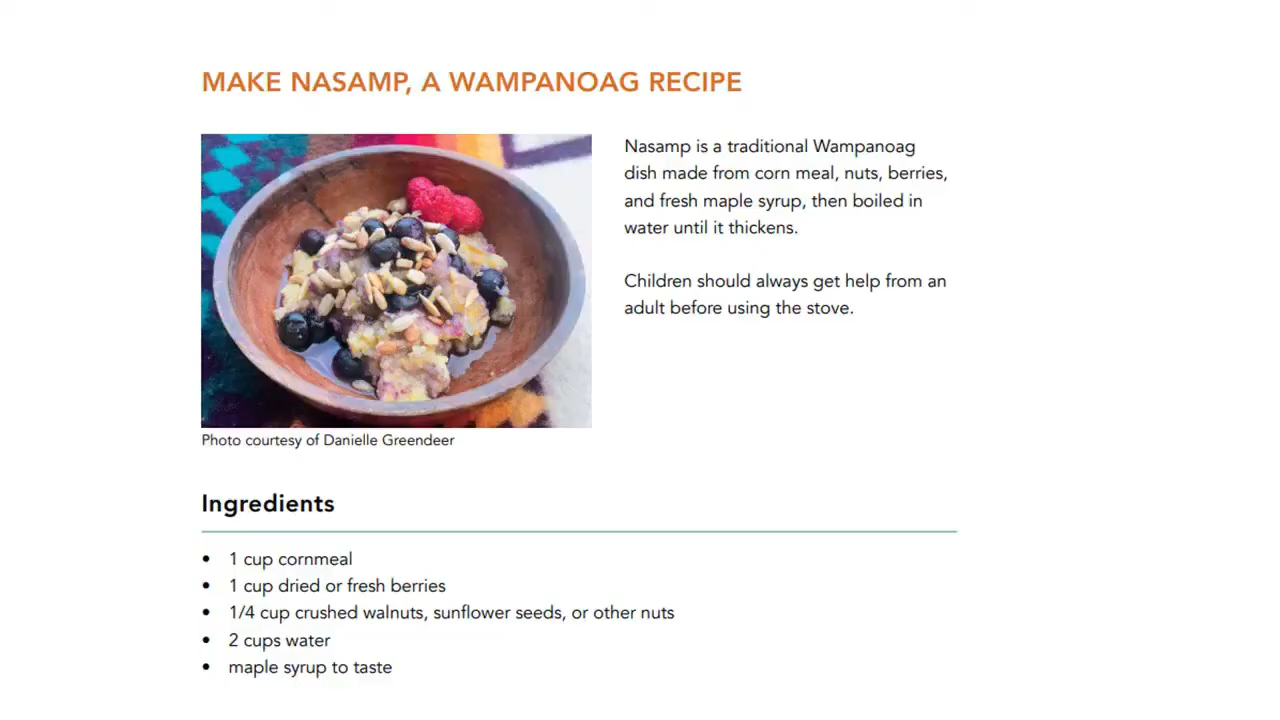 MAKE NASAMP, A WAMPANOAG RECIPE
Nasamp is a traditional Wampanoag
dish made from corn meal, nuts, berries,
and fresh maple syrup, then boiled in
water until it thickens.
Children should always get help from an
adult before using the stove.
Photo courtesy of Danielle Greendeer
Ingredients
• 1 cup cornmeal
• 1 cup dried or fresh berries
• 1/4 cup crushed walnuts, sunflower seeds, or other nuts
• 2 cups water
• maple syrup to taste